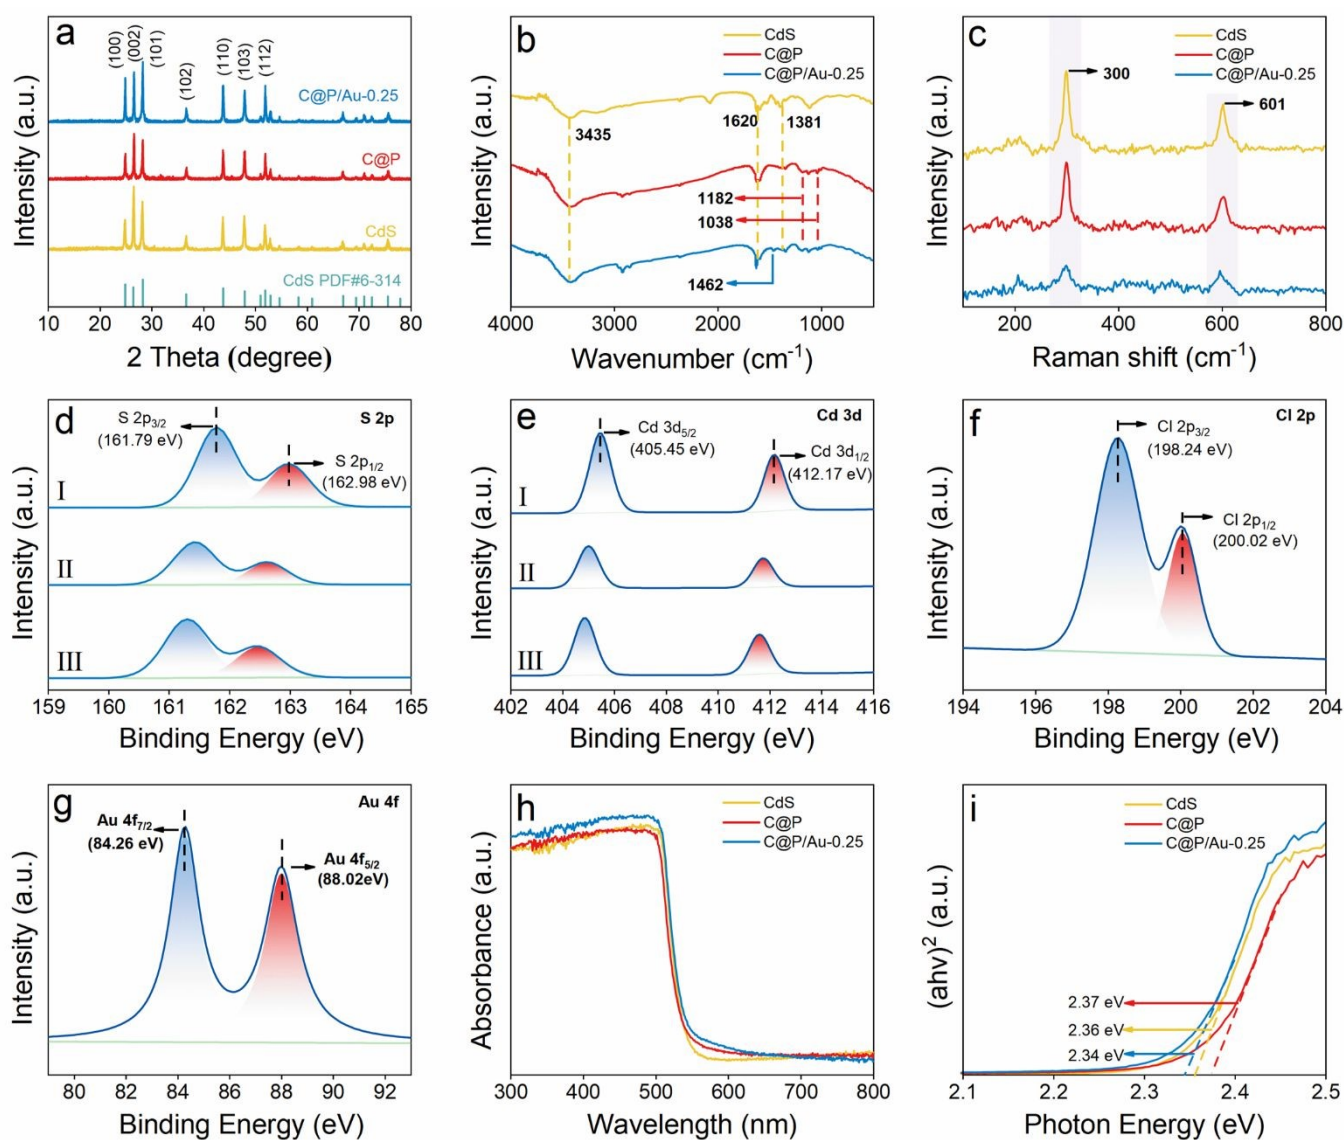 a
(100)
(002)
(101)
(102)
(110)
(103)
(112)
C@P/Au-0.25
C@P
CdS
CdS PDF#6-314
Intensity (a.u.)
10 20 30 40 50 60 70 80
2 Theta (degree)
b
CdS
C@P
C@P/Au-0.25
3435
1620
1381
1182
1038
1462
Intensity (a.u.)
4000 3000 2000 1000
Wavenumber (cm-1)
c
CdS
C@P
C@P/Au-0.25
300
601
Intensity (a.u.)
200 400 600 800
Raman shift (cm-1)
d
S 2p
S 2p3/2
(161.79 eV)
S 2p1/2
(162.98 eV)
I
II
III
Intensity (a.u.)
159 160 161 162 163 164 165
Binding Energy (eV)
e
Cd 3d
Cd 3d5/2
(405.45 eV)
Cd 3d1/2
(412.17 eV)
I
II
III
Intensity (a.u.)
402 404 406 408 410 412 414 416
Binding Energy (eV)
f
Cl 2p
Cl 2p3/2
(198.24 eV)
Cl 2p1/2
(200.02 eV)
Intensity (a.u.)
194 196 198 200 202 204
Binding Energy (eV)
g
Au 4f
Au 4f7/2
(84.26 eV)
Au 4f5/2
(88.02eV)
Intensity (a.u.)
80 82 84 86 88 90 92
Binding Energy (eV)
h
CdS
C@P
C@P/Au-0.25
Absorbance (a.u.)
300 400 500 600 700 800
Wavelength (nm)
i
CdS
C@P
C@P/Au-0.25
2.37 eV
2.36 eV
2.34 eV
(ahv)2 (a.u.)
2.1 2.2 2.3 2.4 2.5
Photon Energy (eV)